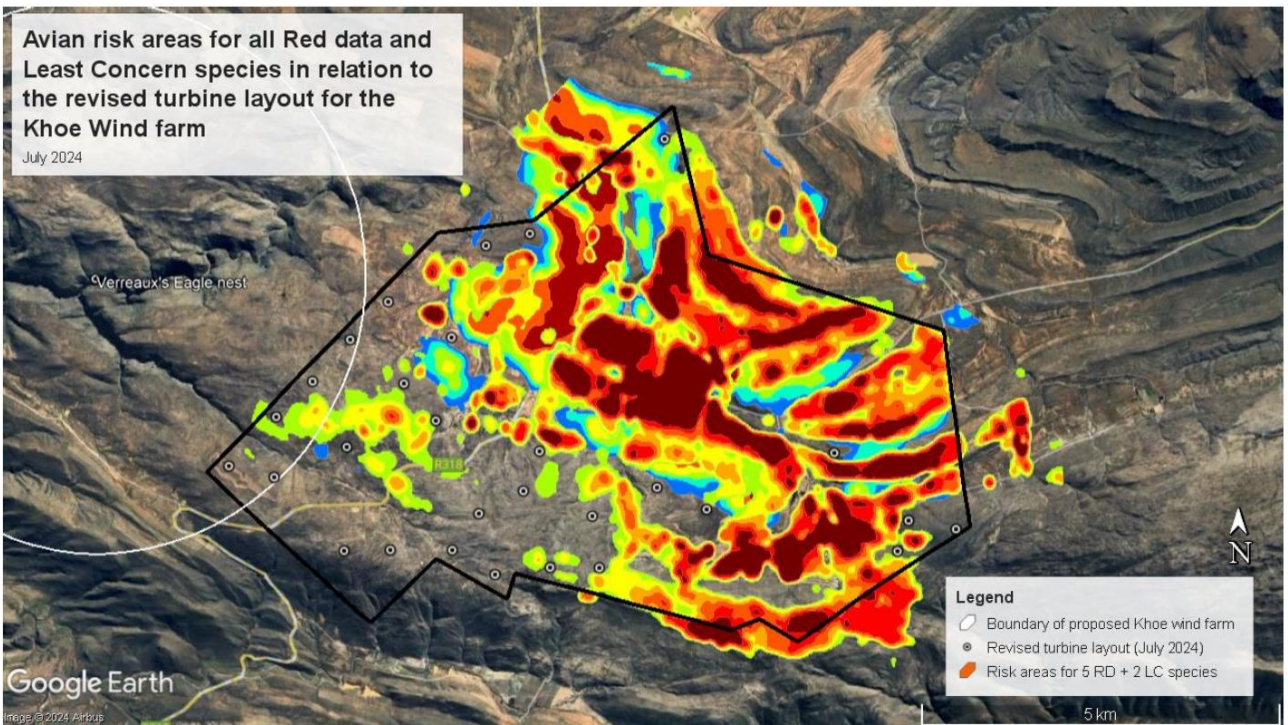 Avian risk areas for all Red data and
Least Concern species in relation to
the revised turbine layout for the
Khoe Wind farm
July 2024
Verreaux's Eagle nest
R318
N
Legend
Boundary of proposed Khoe wind farm
Revised turbine layout (July 2024)
Risk areas for 5 RD + 2 LC species
Google Earth
Image © 2024 Airbus
5 km